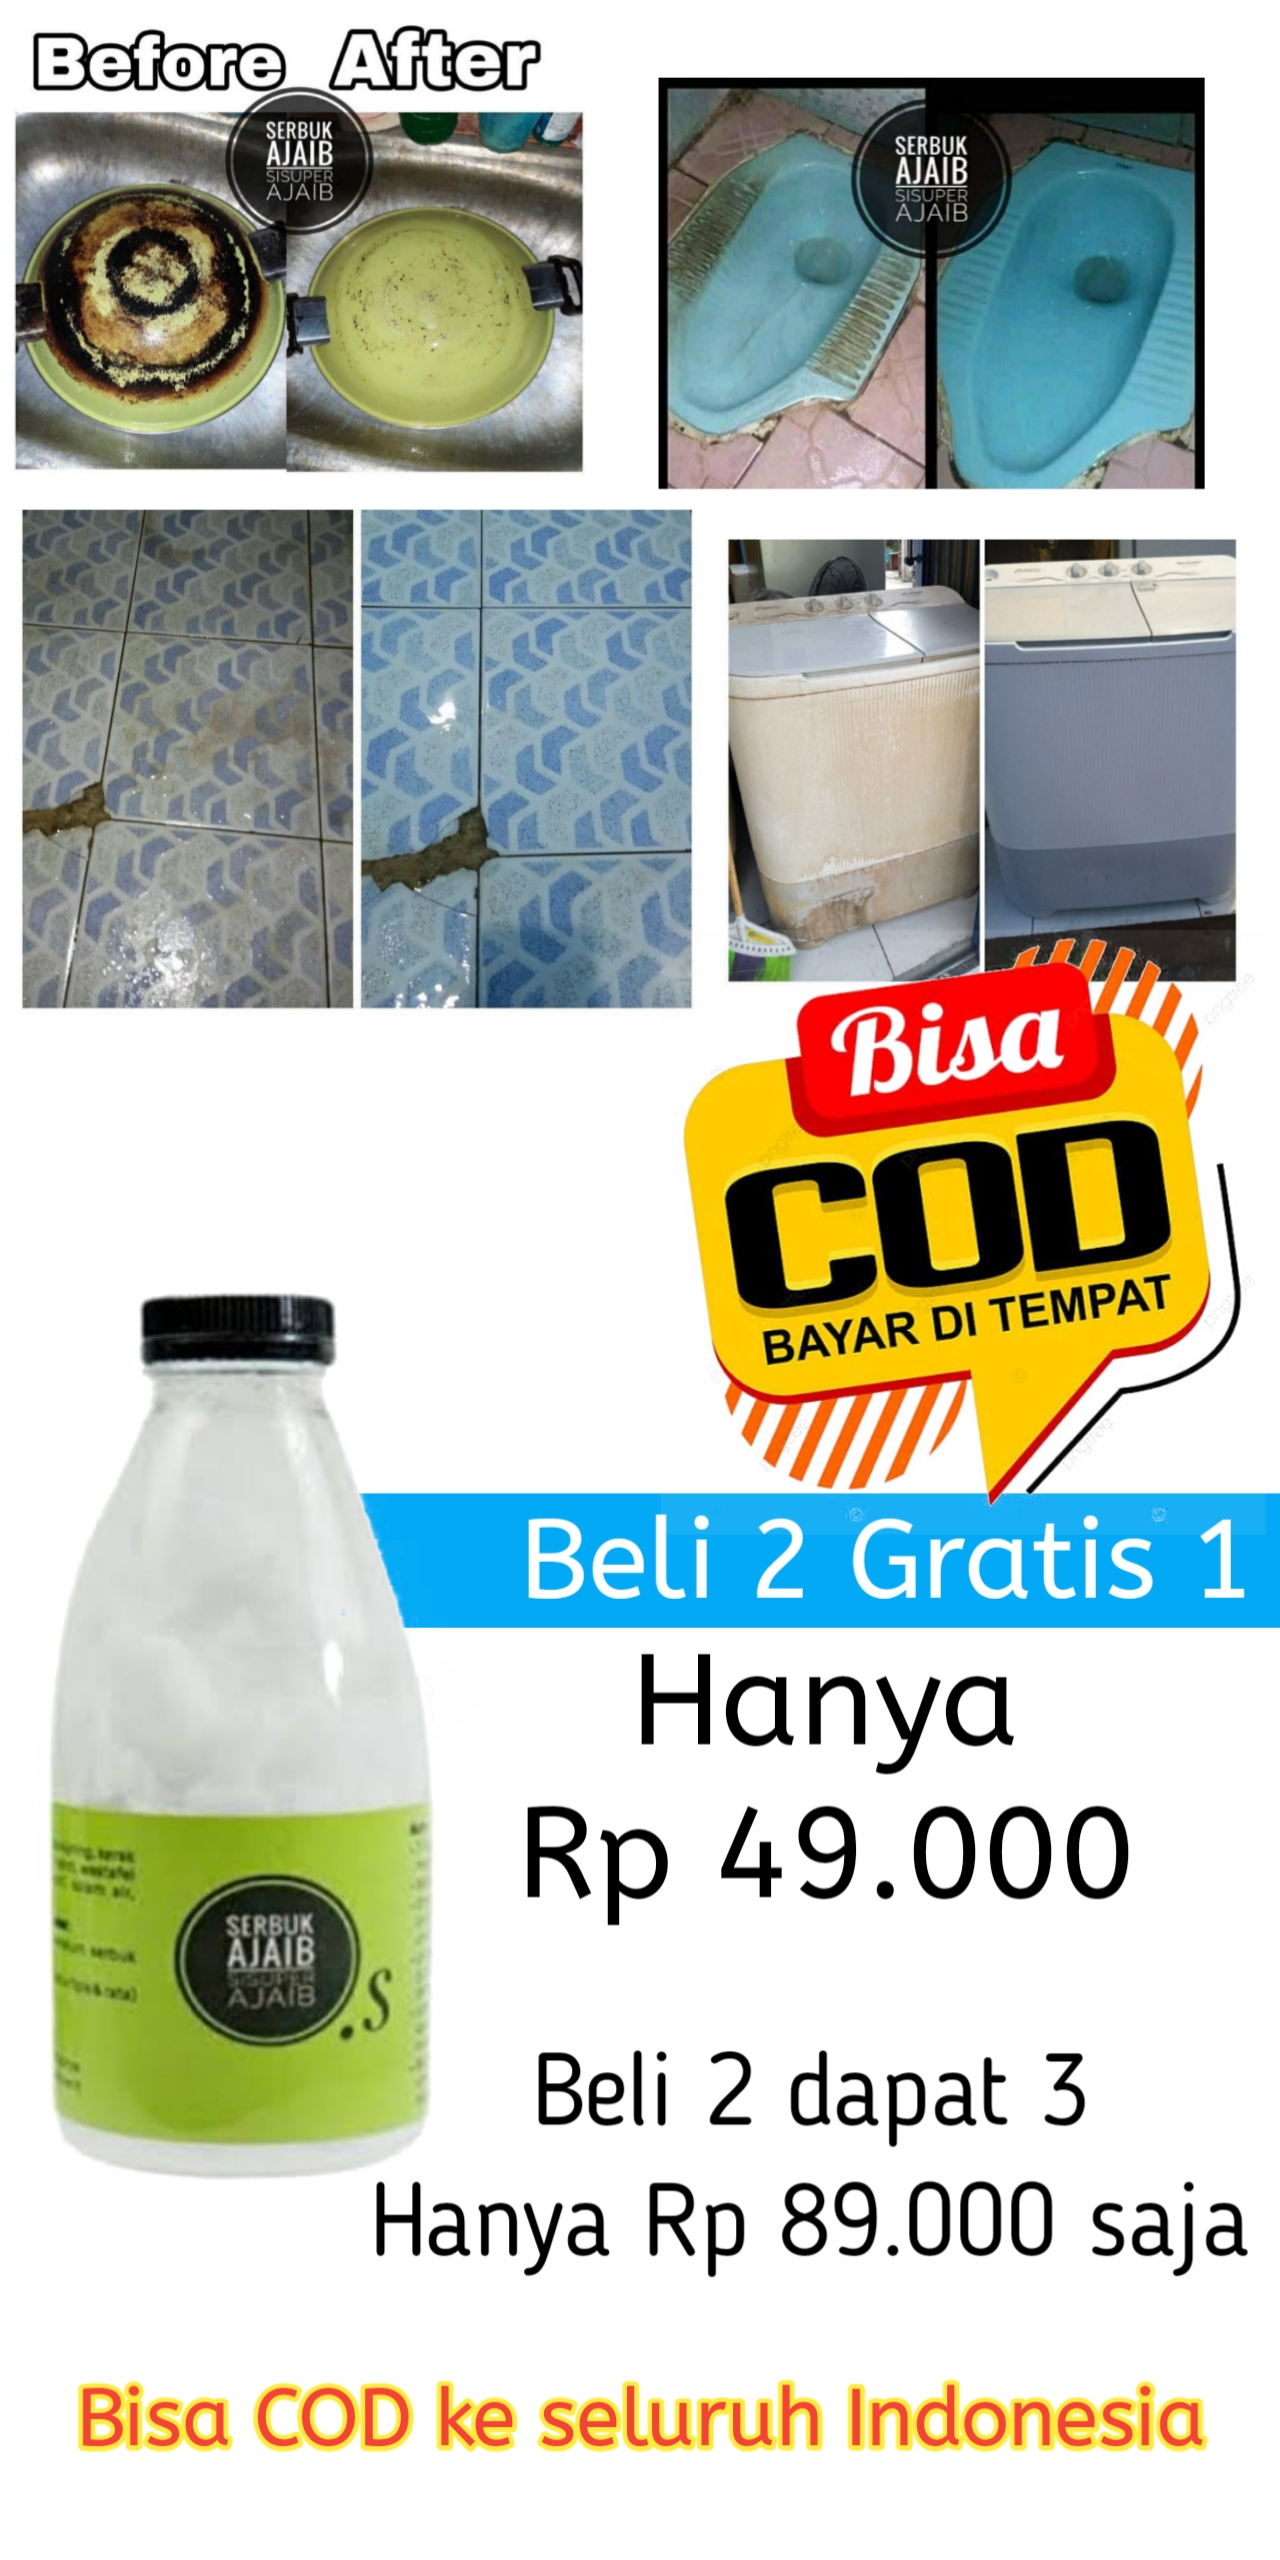 Before After
SERBUK
AJAIB
SISUPER
AJAIB
SERBUK
AJAIB
SISUPER
AJAIB
Bisa
COD
BAYAR DI TEMPAT
Beli 2 Gratis 1
Hanya
Rp 49.000
SERBUK
AJAIB
SISUPER
AJAIB
.S
Beli 2 dapat 3
Hanya Rp 89.000 saja
Bisa COD ke seluruh Indonesia